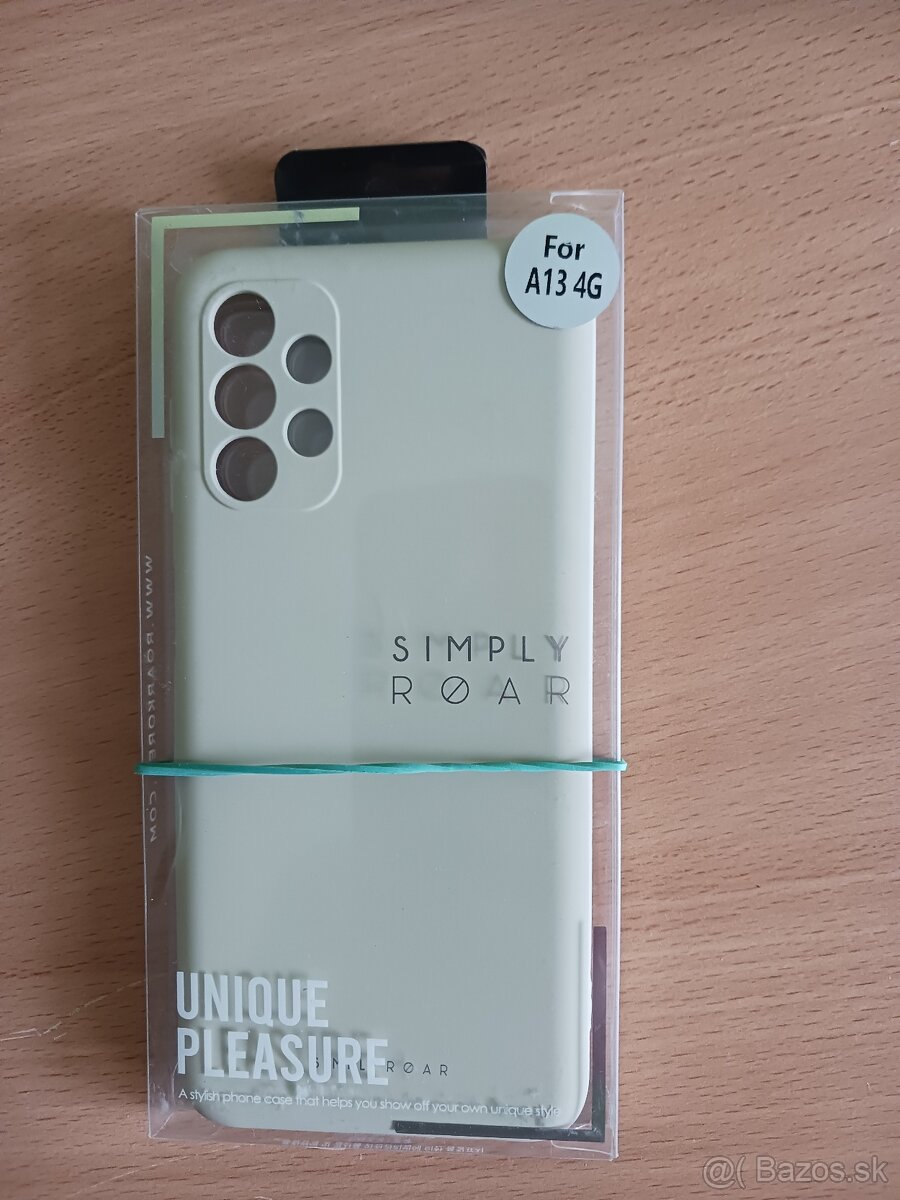 For
A13 4G
SIMPLY
RØAR
WWW.ROARKOREA.COM
UNIQUE
PLEASURE
SIMPLY RØAR
A stylish phone case that helps you show off your own unique style
@( Bazos.sk